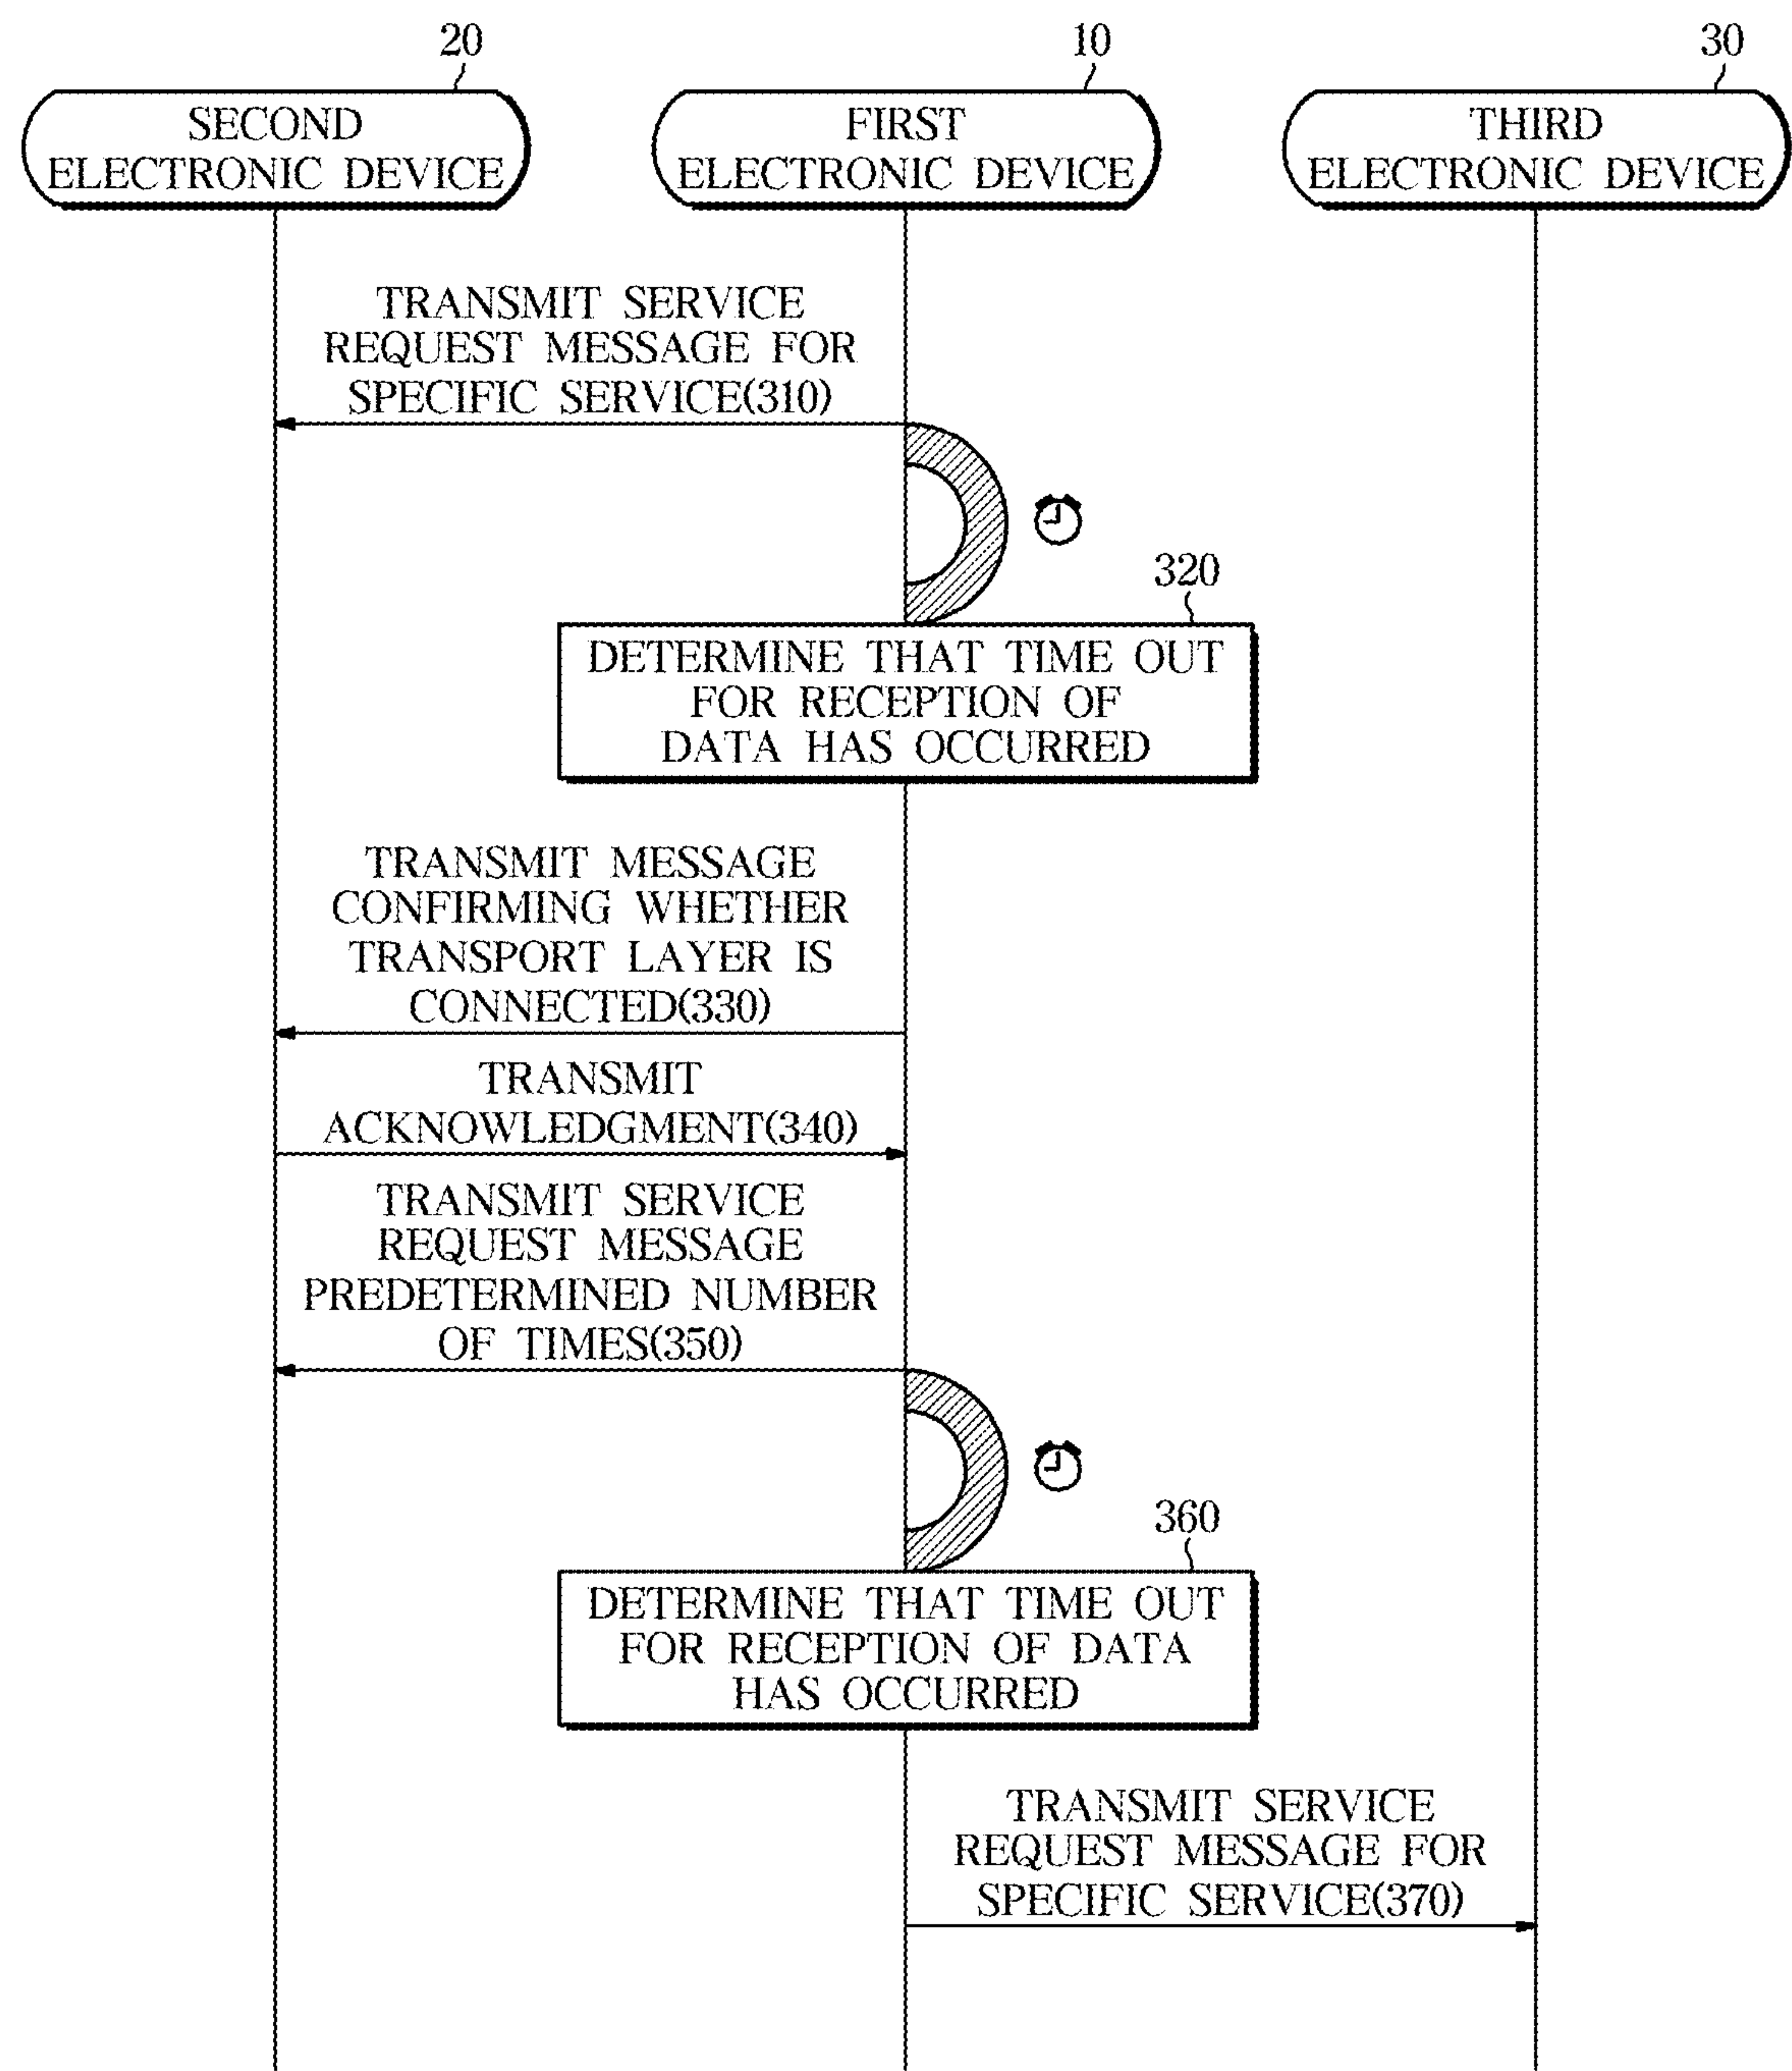 20
10
30
SECOND
ELECTRONIC DEVICE
FIRST
ELECTRONIC DEVICE
THIRD
ELECTRONIC DEVICE
TRANSMIT SERVICE
REQUEST MESSAGE FOR
SPECIFIC SERVICE(310)
320
DETERMINE THAT TIME OUT
FOR RECEPTION OF
DATA HAS OCCURRED
TRANSMIT MESSAGE
CONFIRMING WHETHER
TRANSPORT LAYER IS
CONNECTED(330)
TRANSMIT
ACKNOWLEDGMENT(340)
TRANSMIT SERVICE
REQUEST MESSAGE
PREDETERMINED NUMBER
OF TIMES(350)
360
DETERMINE THAT TIME OUT
FOR RECEPTION OF DATA
HAS OCCURRED
TRANSMIT SERVICE
REQUEST MESSAGE FOR
SPECIFIC SERVICE(370)